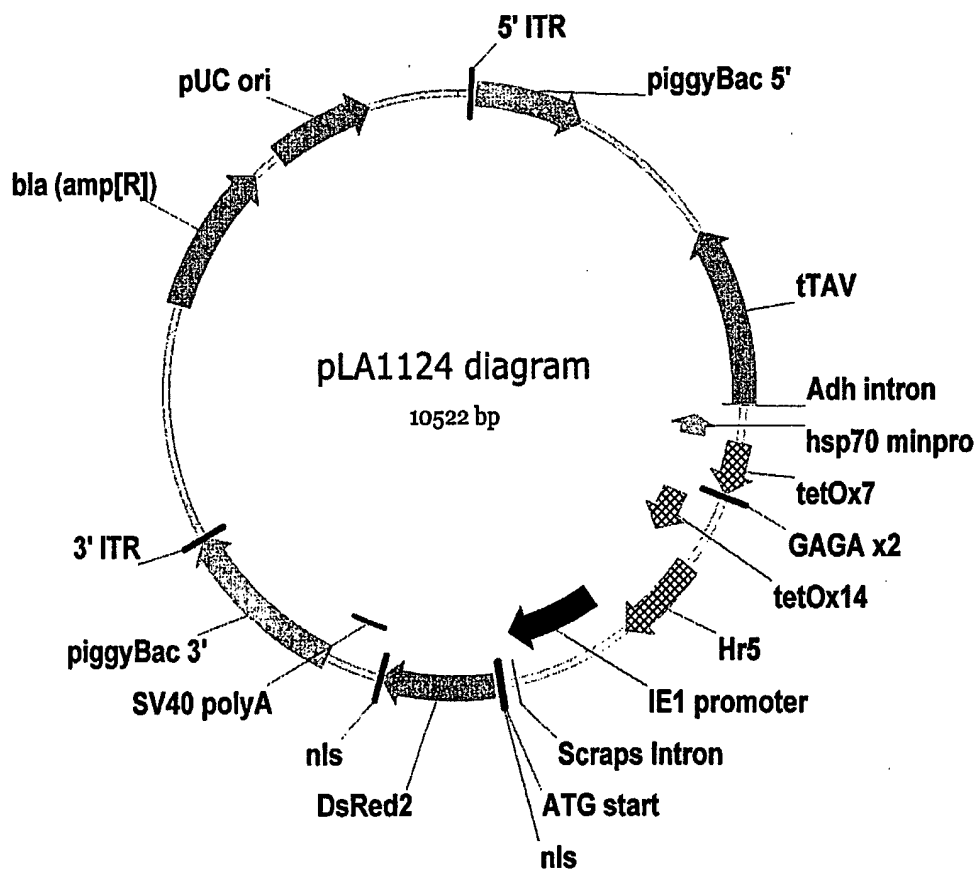 5' ITR
pUC ori
piggyBac 5'
bla (amp[R])
tTAV
pLA1124 diagram
10522 bp
Adh intron
hsp70 minpro
tetOx7
GAGA x2
3' ITR
tetOx14
piggyBac 3'
Hr5
SV40 polyA
IE1 promoter
nls
Scraps Intron
DsRed2
ATG start
nls